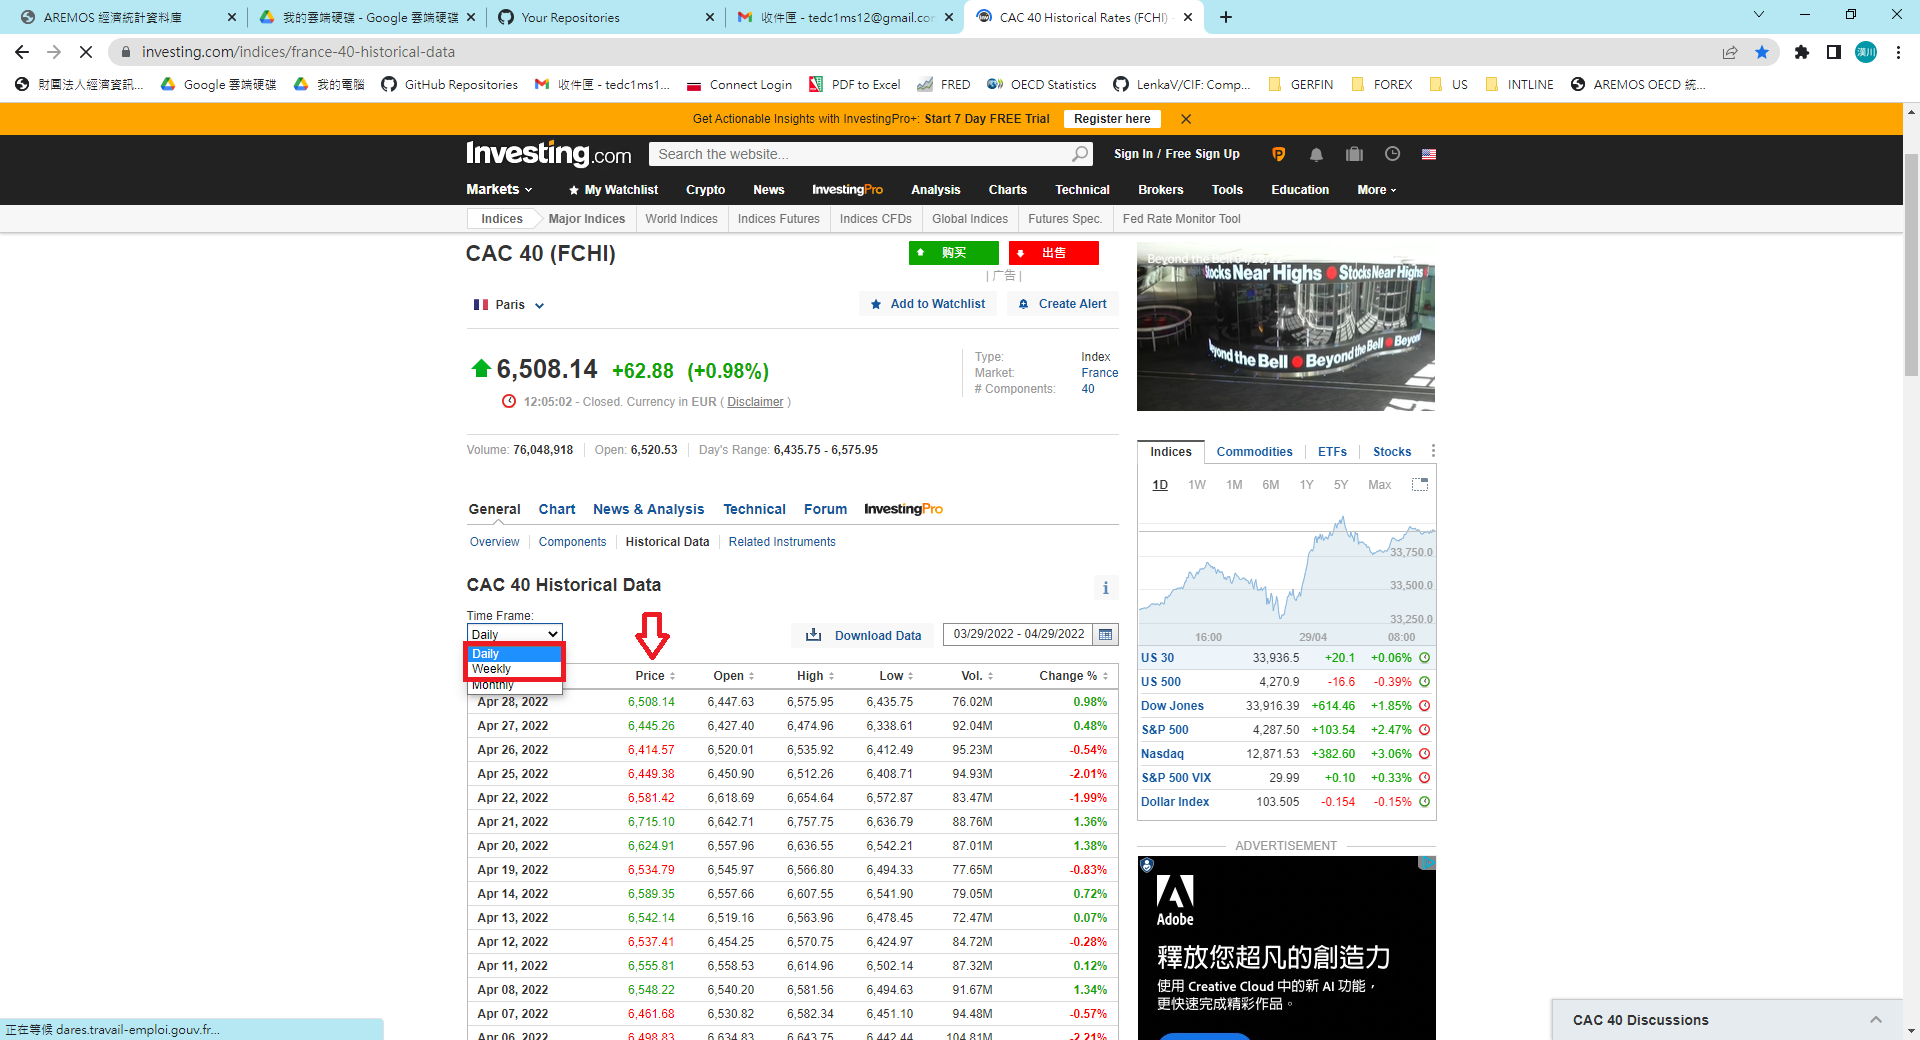 AREMOS 經濟統計資料庫
我的雲端硬碟 - Google 雲端硬碟
Your Repositories
收件匣 - tedc1ms12@gmail.co
CAC 40 Historical Rates (FCHI)
investing.com/indices/france-40-historical-data
潢川
財團法人經濟資訊...
Google 雲端硬碟
我的電腦
GitHub Repositories
收件匣 - tedc1ms1...
Connect Login
PDF to Excel
FRED
OECD Statistics
LenkaV/CIF: Comp...
GERFIN
FOREX
US
INTLINE
AREMOS OECD 統...
Get Actionable Insights with InvestingPro+: Start 7 Day FREE Trial
Register here
Investing.com
Search the website...
Sign In / Free Sign Up
Markets
My Watchlist
Crypto
News
InvestingPro
Analysis
Charts
Technical
Brokers
Tools
Education
More
Indices
Major Indices
World Indices
Indices Futures
Indices CFDs
Global Indices
Futures Spec.
Fed Rate Monitor Tool
CAC 40 (FCHI)
购买
出售
| 广告 |
Paris
Add to Watchlist
Create Alert
6,508.14 +62.88 (+0.98%)
12:05:02 - Closed. Currency in EUR ( Disclaimer )
Type: Index
Market: France
# Components: 40
Volume: 76,048,918
Open: 6,520.53
Day's Range: 6,435.75 - 6,575.95
General
Chart
News & Analysis
Technical
Forum
InvestingPro
Overview
Components
Historical Data
Related Instruments
CAC 40 Historical Data
Time Frame:
Daily
Daily
Weekly
Monthly
Download Data
03/29/2022 - 04/29/2022
Price Open High Low Vol. Change %
Apr 28, 2022 6,508.14 6,447.63 6,575.95 6,435.75 76.02M 0.98%
Apr 27, 2022 6,445.26 6,427.40 6,474.96 6,338.61 92.04M 0.48%
Apr 26, 2022 6,414.57 6,520.01 6,535.92 6,412.49 95.23M -0.54%
Apr 25, 2022 6,449.38 6,450.90 6,512.26 6,408.71 94.93M -2.01%
Apr 22, 2022 6,581.42 6,618.69 6,654.64 6,572.87 83.47M -1.99%
Apr 21, 2022 6,715.10 6,642.71 6,757.75 6,636.79 88.76M 1.36%
Apr 20, 2022 6,624.91 6,557.96 6,636.55 6,542.21 87.01M 1.38%
Apr 19, 2022 6,534.79 6,545.97 6,566.80 6,494.33 77.65M -0.83%
Apr 14, 2022 6,589.35 6,557.66 6,607.55 6,541.90 79.05M 0.72%
Apr 13, 2022 6,542.14 6,519.16 6,563.96 6,478.45 72.47M 0.07%
Apr 12, 2022 6,537.41 6,454.25 6,570.75 6,424.97 84.72M -0.28%
Apr 11, 2022 6,555.81 6,558.53 6,614.96 6,502.14 87.32M 0.12%
Apr 08, 2022 6,548.22 6,540.20 6,581.56 6,494.63 91.67M 1.34%
Apr 07, 2022 6,461.68 6,530.82 6,582.34 6,451.10 94.48M -0.57%
Apr 06, 2022 6,498.83 6,634.83 6,643.75 6,442.44 104.81M -2.21%
Beyond the Bell 04/28/22
Stocks Near Highs Stocks Near Highs
Beyond the Bell Beyond the Bell Beyond
Indices
Commodities
ETFs
Stocks
1D 1W 1M 6M 1Y 5Y Max
33,750.0
33,500.0
33,250.0
16:00 29/04 08:00
US 30 33,936.5 +20.1 +0.06%
US 500 4,270.9 -16.6 -0.39%
Dow Jones 33,916.39 +614.46 +1.85%
S&P 500 4,287.50 +103.54 +2.47%
Nasdaq 12,871.53 +382.60 +3.06%
S&P 500 VIX 29.99 +0.10 +0.33%
Dollar Index 103.505 -0.154 -0.15%
ADVERTISEMENT
Adobe
釋放您超凡的創造力
使用 Creative Cloud 中的新 AI 功能，
更快速完成精彩作品。
CAC 40 Discussions
正在等候 dares.travail-emploi.gouv.fr...